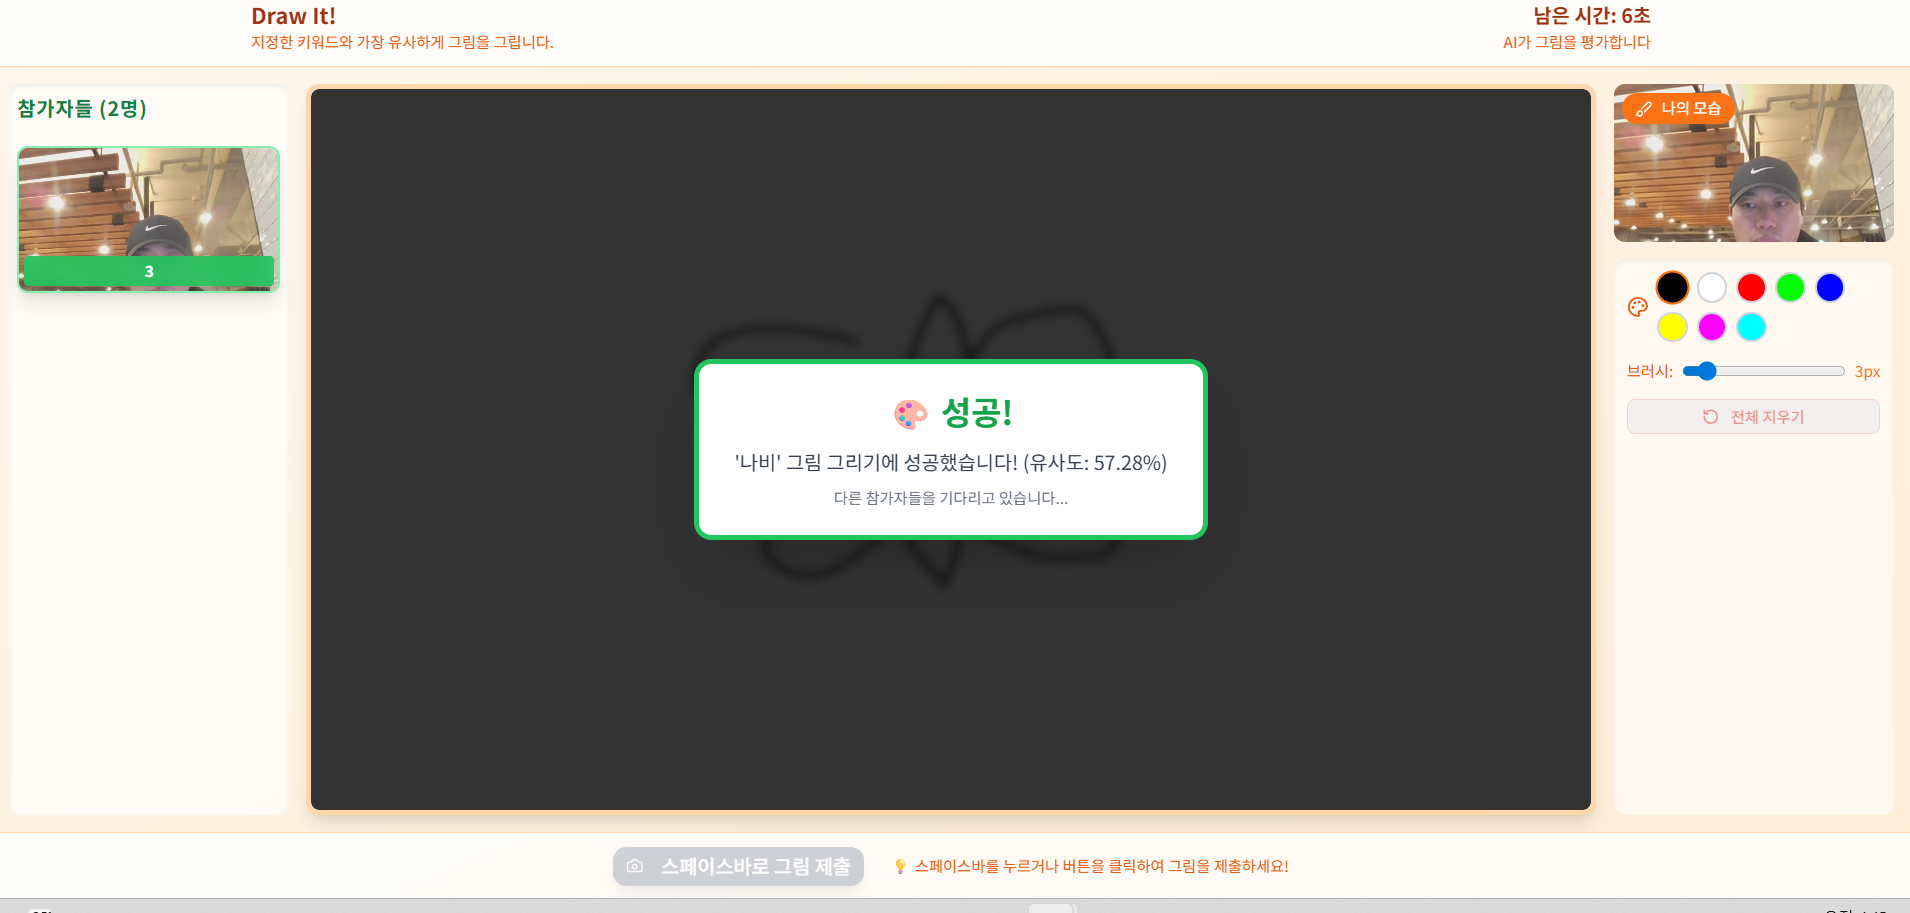 Draw It!
지정한 키워드와 가장 유사하게 그림을 그립니다.
남은 시간: 6초
AI가 그림을 평가합니다
참가자들 (2명)
3
🎨 성공!
'나비' 그림 그리기에 성공했습니다! (유사도: 57.28%)
다른 참가자들을 기다리고 있습니다...
나의 모습
브러시:
3px
전체 지우기
스페이스바로 그림 제출
💡 스페이스바를 누르거나 버튼을 클릭하여 그림을 제출하세요!